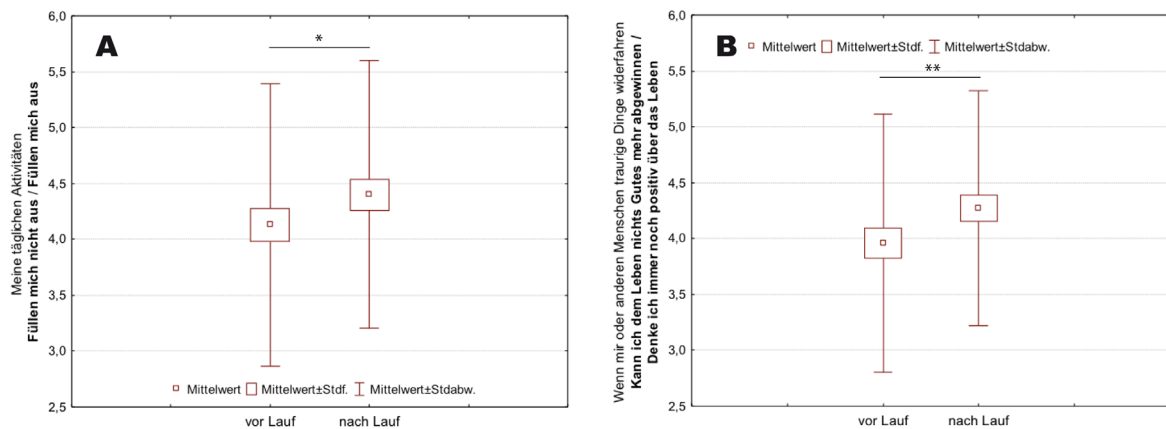 6,0
A
*
5,5
5,0
4,5
4,0
3,5
3,0
2,5
Meine täglichen Aktivitäten
Füllen mich nicht aus / Füllen mich aus
Mittelwert Mittelwert±Stdf. Mittelwert±Stdabw.
vor Lauf nach Lauf
6,0
B
Mittelwert Mittelwert±Stdf. Mittelwert±Stdabw.
**
5,5
5,0
4,5
4,0
3,5
3,0
2,5
Wenn mir oder anderen Menschen traurige Dinge widerfahren
Kann ich dem Leben nichts Gutes mehr abgewinnen /
Denke ich immer noch positiv über das Leben
vor Lauf nach Lauf